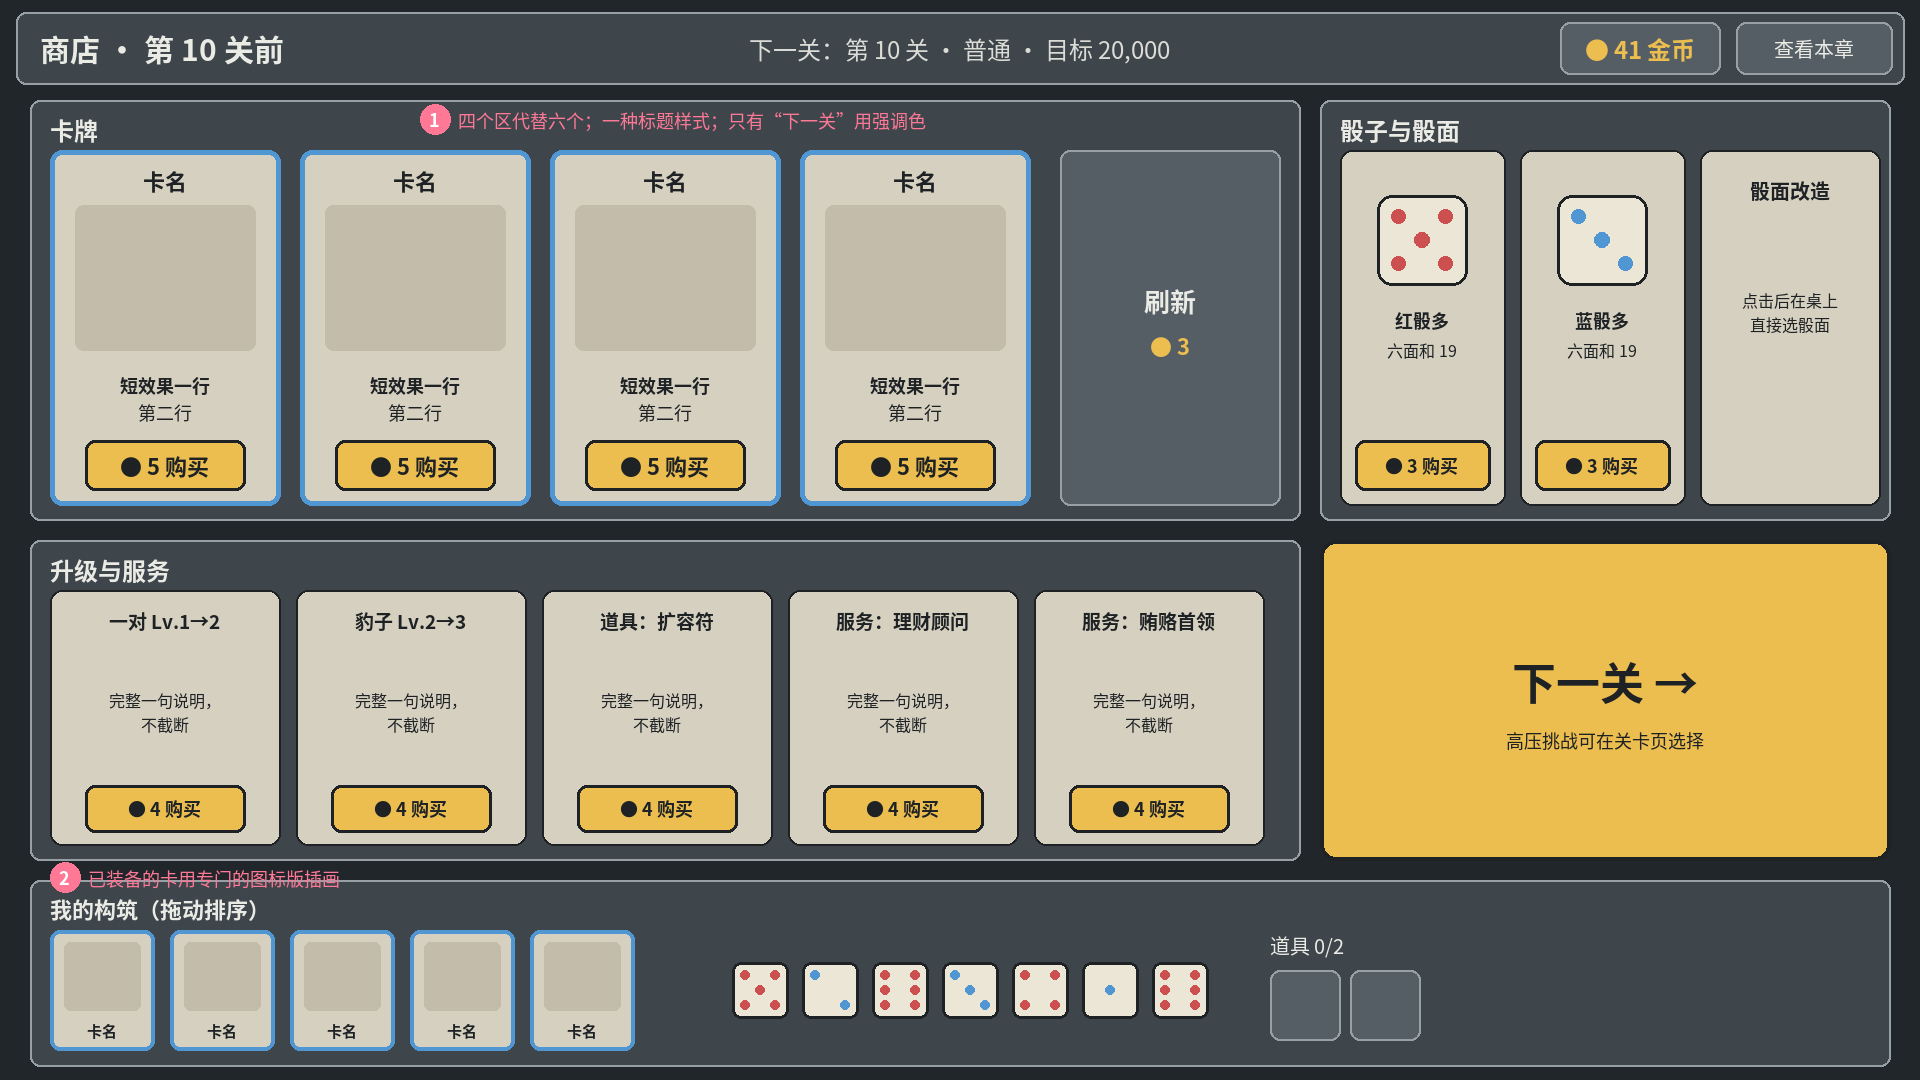 商店 · 第 10 关前
下一关：第 10 关 · 普通 · 目标 20,000
41 金币
查看本章
卡牌
1 四个区代替六个；一种标题样式；只有“下一关”用强调色
卡名
短效果一行
第二行
5 购买
卡名
短效果一行
第二行
5 购买
卡名
短效果一行
第二行
5 购买
卡名
短效果一行
第二行
5 购买
刷新
3
骰子与骰面
红骰多
六面和 19
3 购买
蓝骰多
六面和 19
3 购买
骰面改造
点击后在桌上
直接选骰面
升级与服务
一对 Lv.1→2
完整一句说明，
不截断
4 购买
豹子 Lv.2→3
完整一句说明，
不截断
4 购买
道具：扩容符
完整一句说明，
不截断
4 购买
服务：理财顾问
完整一句说明，
不截断
4 购买
服务：贿赂首领
完整一句说明，
不截断
4 购买
下一关 →
高压挑战可在关卡页选择
2 已装备的卡用专门的图标版插画
我的构筑（拖动排序）
卡名
卡名
卡名
卡名
卡名
道具 0/2